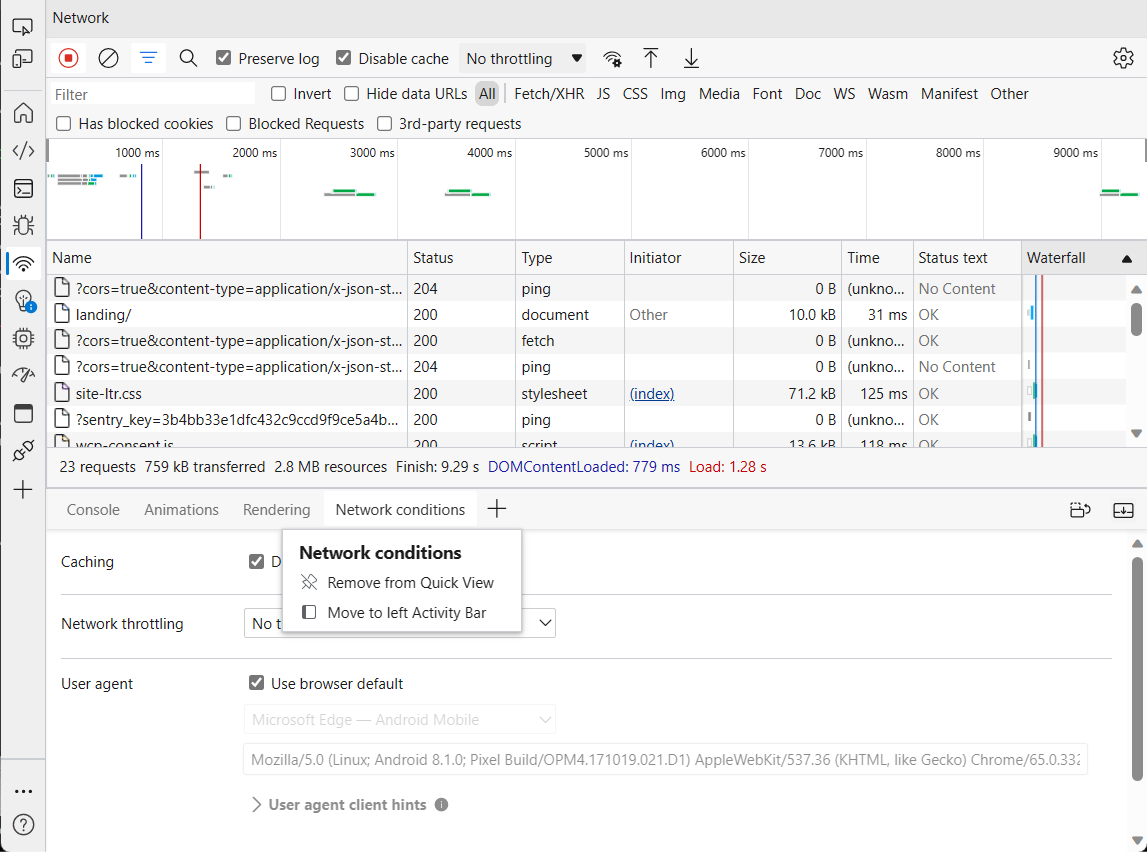 Network
Preserve log Disable cache No throttling
Filter Invert Hide data URLs All Fetch/XHR JS CSS Img Media Font Doc WS Wasm Manifest Other
Has blocked cookies Blocked Requests 3rd-party requests
1000 ms 2000 ms 3000 ms 4000 ms 5000 ms 6000 ms 7000 ms 8000 ms 9000 ms
Name Status Type Initiator Size Time Status text Waterfall
?cors=true&content-type=application/x-json-st... 204 ping 0 B (unkno... No Content
landing/ 200 document Other 10.0 kB 31 ms OK
?cors=true&content-type=application/x-json-st... 200 fetch 0 B (unkno... OK
?cors=true&content-type=application/x-json-st... 204 ping 0 B (unkno... No Content
site-ltr.css 200 stylesheet (index) 71.2 kB 125 ms OK
?sentry_key=3b4bb33e1dfc432c9ccd9f9ce5a4b... 200 ping 0 B (unkno... OK
wcp-consent.js 200 script (index) 13.6 kB 118 ms OK
23 requests 759 kB transferred 2.8 MB resources Finish: 9.29 s DOMContentLoaded: 779 ms Load: 1.28 s
Console Animations Rendering Network conditions
Network conditions
Caching D
Remove from Quick View
Move to left Activity Bar
Network throttling No t
User agent Use browser default
Microsoft Edge — Android Mobile
Mozilla/5.0 (Linux; Android 8.1.0; Pixel Build/OPM4.171019.021.D1) AppleWebKit/537.36 (KHTML, like Gecko) Chrome/65.0.332
User agent client hints